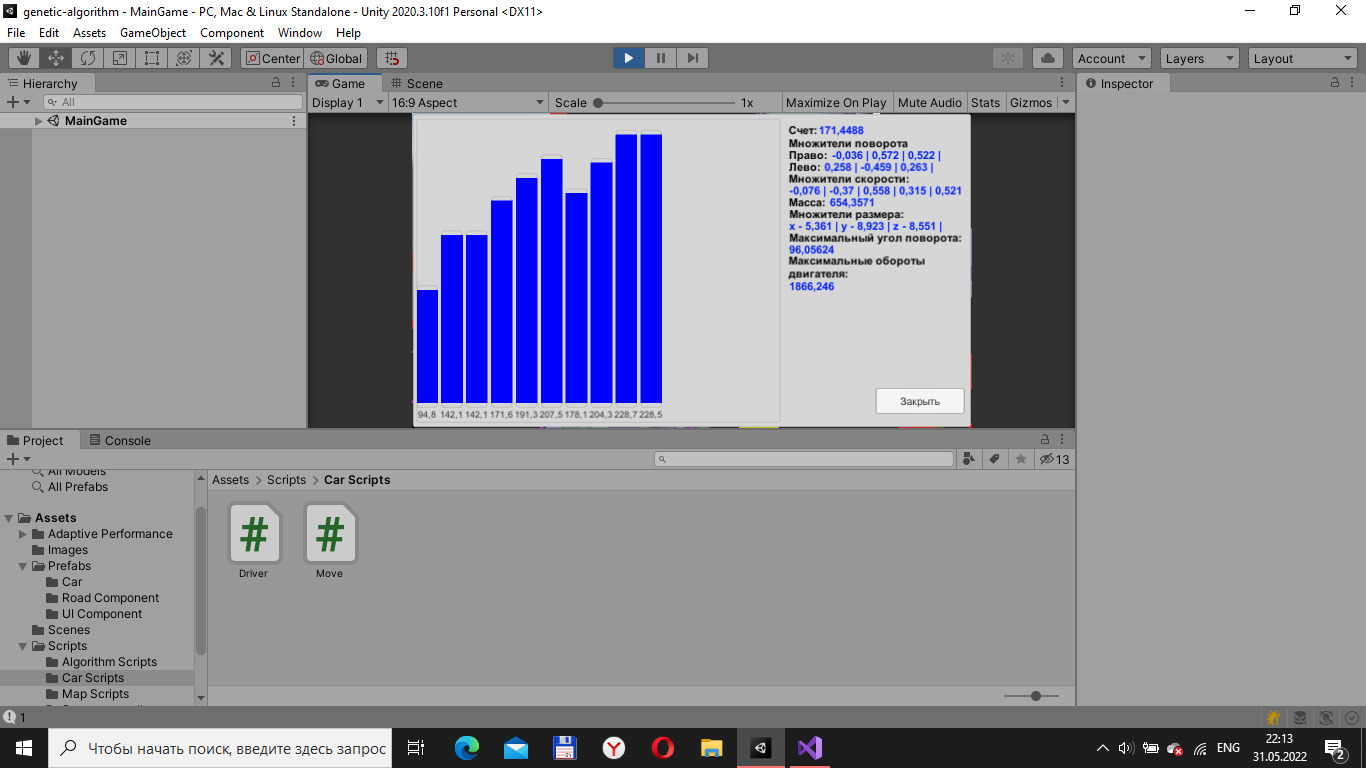 genetic-algorithm - MainGame - PC, Mac & Linux Standalone - Unity 2020.3.10f1 Personal <DX11>
File Edit Assets GameObject Component Window Help
Center Global Account Layers Layout
Hierarchy Game Scene Inspector
All Display 1 16:9 Aspect Scale 1x Maximize On Play Mute Audio Stats Gizmos
MainGame
Счет: 171,4488
Множители поворота
Право: -0,036 | 0,572 | 0,522 |
Лево: 0,258 | -0,459 | 0,263 |
Множители скорости:
-0,076 | -0,37 | 0,558 | 0,315 | 0,521
Масса: 654,3571
Множители размера:
x - 5,361 | y - 8,923 | z - 8,551 |
Максимальный угол поворота:
96,05624
Максимальные обороты
двигателя:
1866,246
Закрыть
94,8 142,1 142,1 171,6 191,3 207,5 178,1 204,3 228,7 228,5
Project Console
13
All Models
All Prefabs
Assets
Adaptive Performance
Images
Prefabs
Car
Road Component
UI Component
Scenes
Scripts
Algorithm Scripts
Car Scripts
Map Scripts
Assets > Scripts > Car Scripts
# #
Driver Move
1
Чтобы начать поиск, введите здесь запрос
ENG
22:13
31.05.2022
2